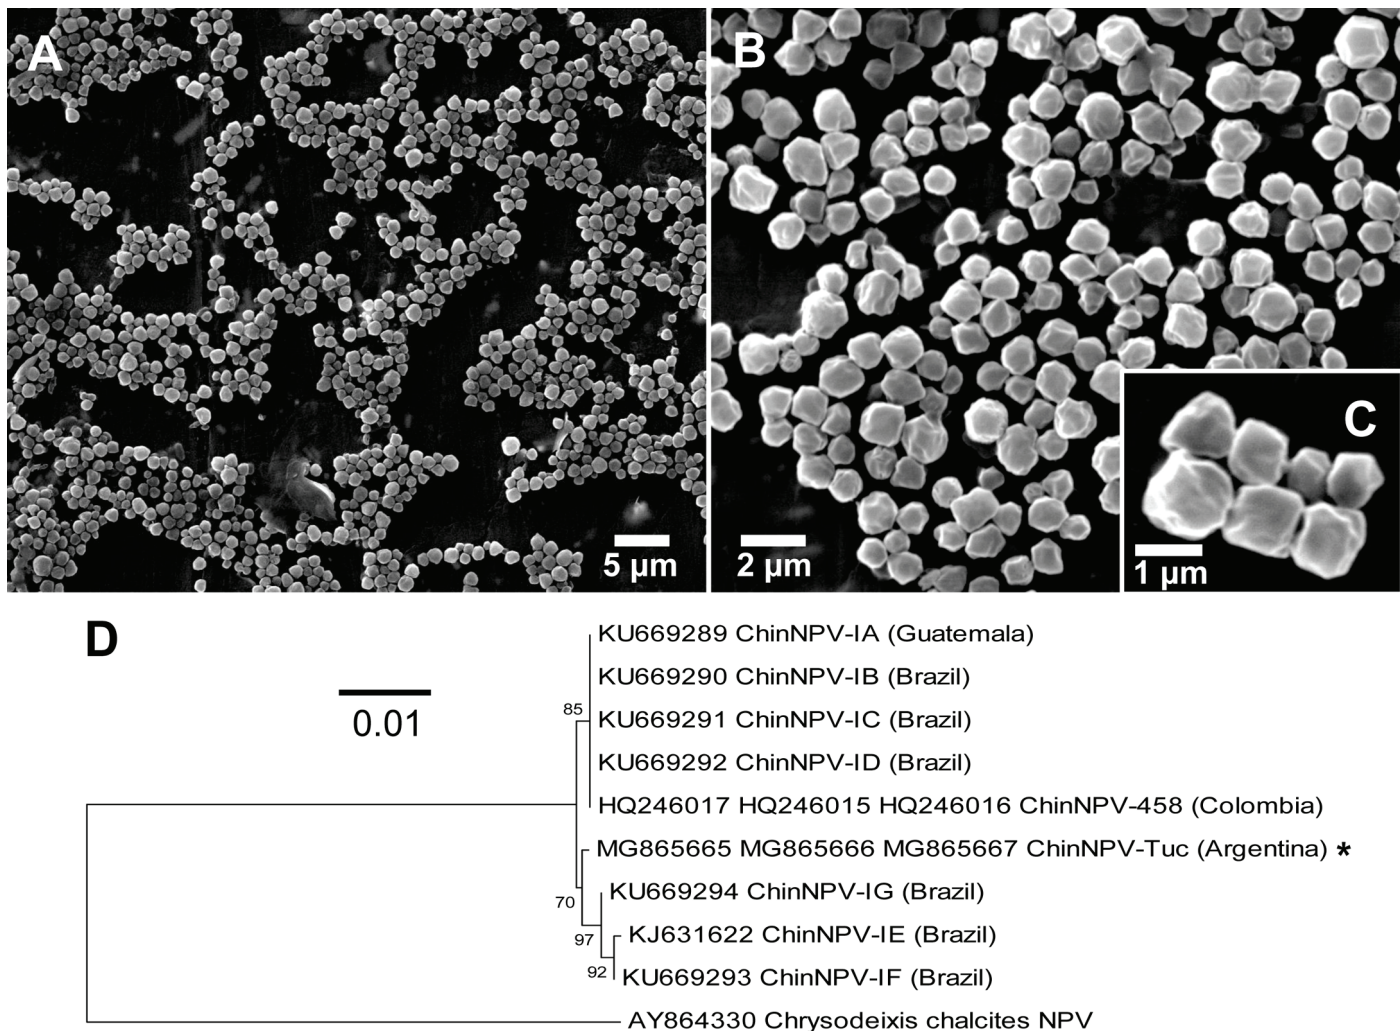 A
B
5 µm
2 µm
C
1 µm
D
0.01
KU669289 ChinNPV-IA (Guatemala)
KU669290 ChinNPV-IB (Brazil)
85
KU669291 ChinNPV-IC (Brazil)
KU669292 ChinNPV-ID (Brazil)
HQ246017 HQ246015 HQ246016 ChinNPV-458 (Colombia)
MG865665 MG865666 MG865667 ChinNPV-Tuc (Argentina) *
70
KU669294 ChinNPV-IG (Brazil)
97
KJ631622 ChinNPV-IE (Brazil)
92
KU669293 ChinNPV-IF (Brazil)
AY864330 Chrysodeixis chalcites NPV